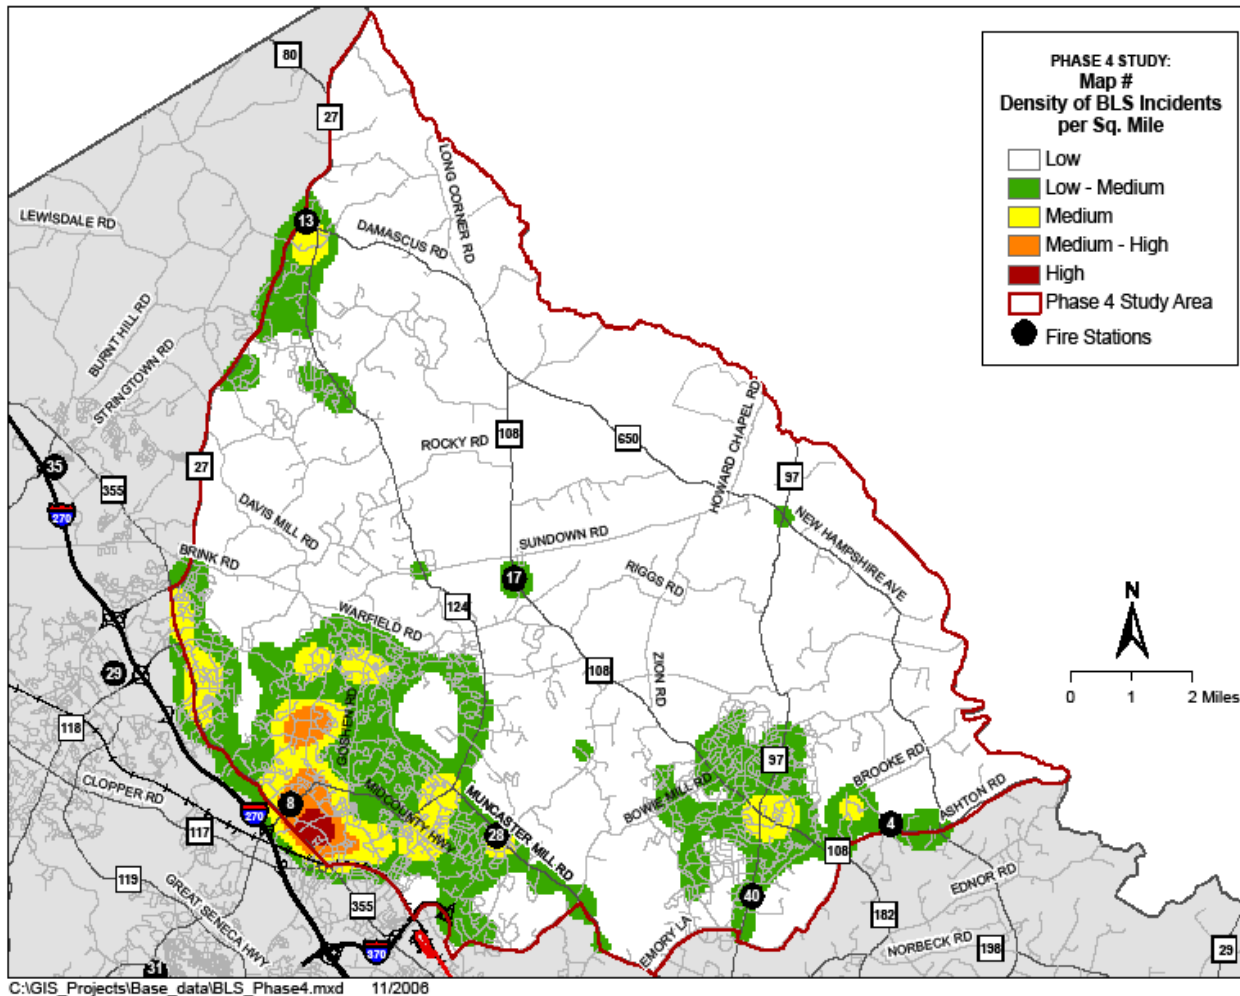 PHASE 4 STUDY:
Map #
Density of BLS Incidents
per Sq. Mile
Low
Low - Medium
Medium
Medium - High
High
Phase 4 Study Area
Fire Stations
80
27
LONG CORNER RD
LEWISDALE RD
13
DAMASCUS RD
BURNT HILL RD
STRINGTOWN RD
HOWARD CHAPEL RD
ROCKY RD
108
650
35
27
97
355
270
DAVIS MILL RD
NEW HAMPSHIRE AVE
SUNDOWN RD
BRINK RD
17
RIGGS RD
124
WARFIELD RD
N
29
108
ZION RD
0 1 2 Miles
118
GOSHEN RD
97
BROOKE RD
CLOPPER RD
MIDCOUNTY HWY
BOWIE MILL RD
ASHTON RD
8
270
MUNCASTER MILL RD
117
28
4
108
119
EDNOR RD
GREAT SENECA HWY
40
355
182
EMORY LA
NORBECK RD
198
29
370
31
C:\GIS_Projects\Base_data\BLS_Phase4.mxd 11/2006